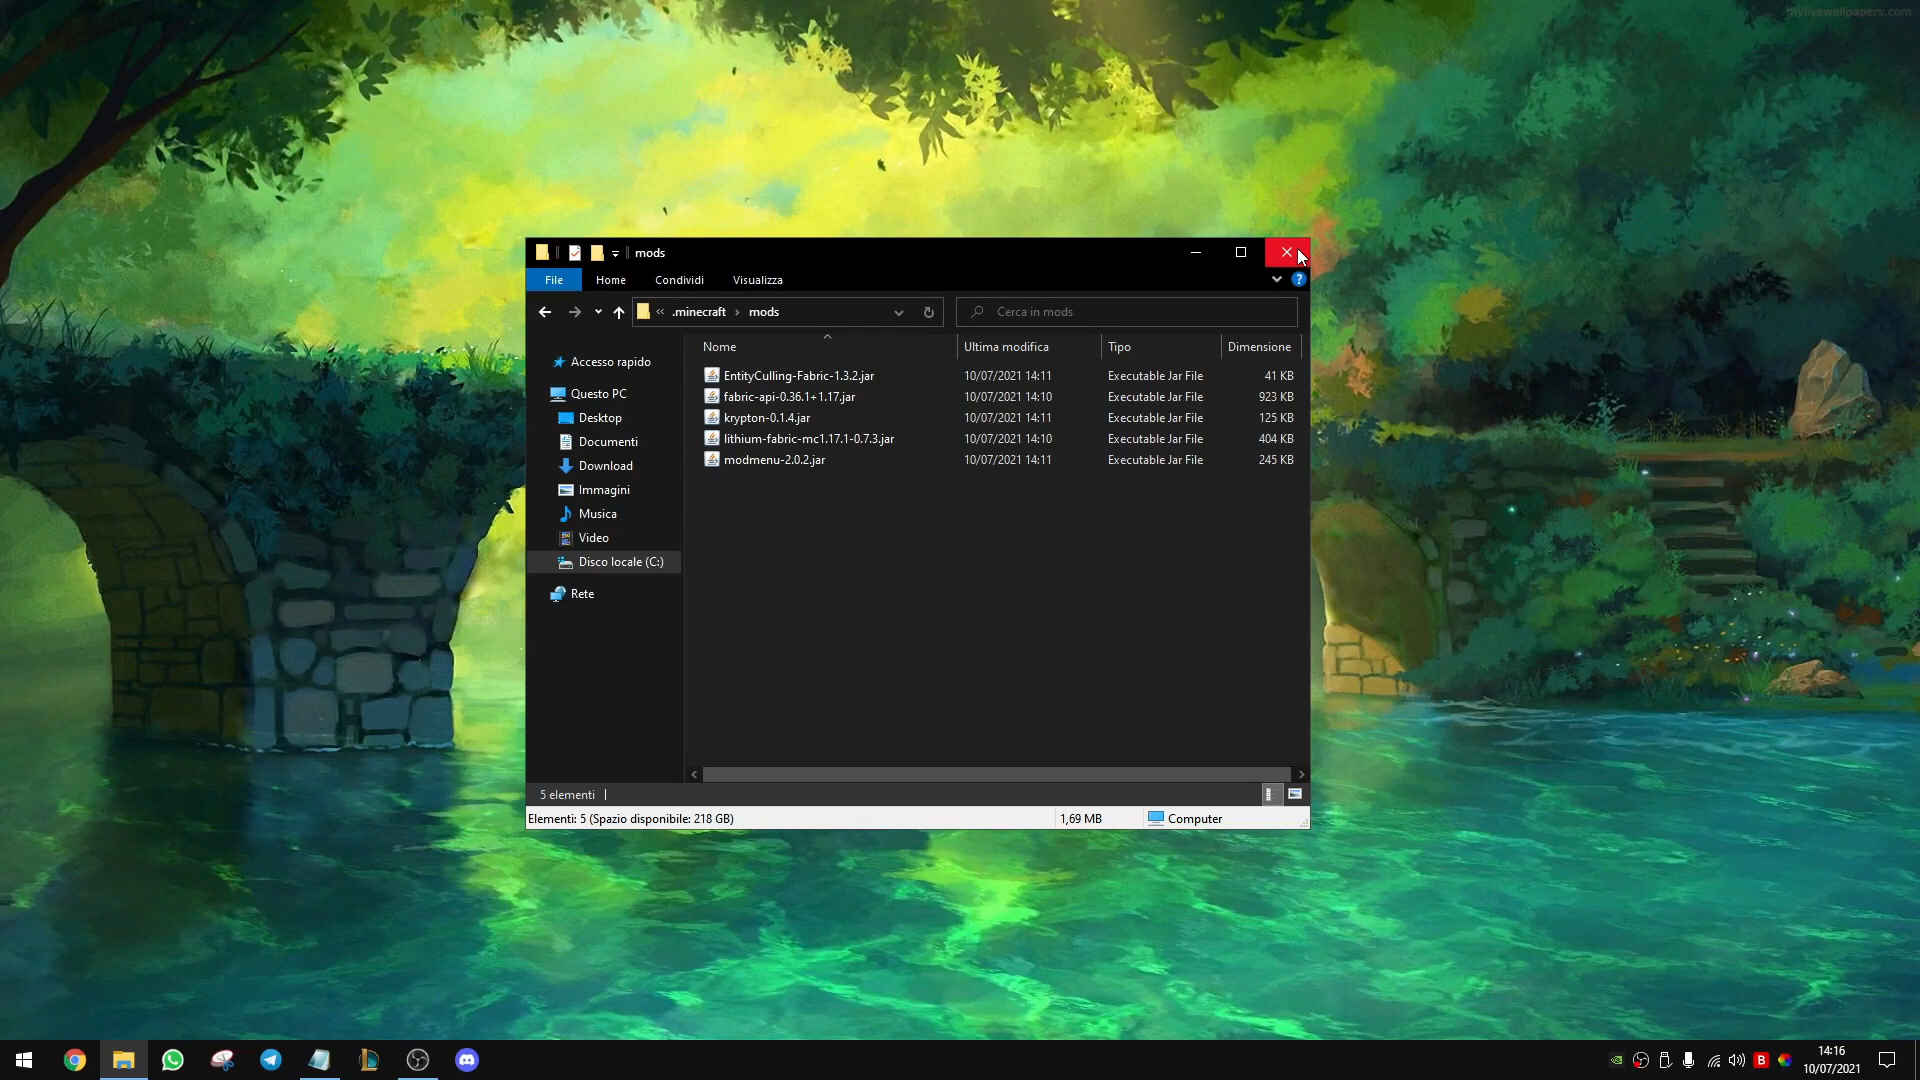 mylivewallpapers.com
mods
File Home Condividi Visualizza
« .minecraft › mods Cerca in mods
Nome Ultima modifica Tipo Dimensione
EntityCulling-Fabric-1.3.2.jar 10/07/2021 14:11 Executable Jar File 41 KB
fabric-api-0.36.1+1.17.jar 10/07/2021 14:10 Executable Jar File 923 KB
krypton-0.1.4.jar 10/07/2021 14:11 Executable Jar File 125 KB
lithium-fabric-mc1.17.1-0.7.3.jar 10/07/2021 14:10 Executable Jar File 404 KB
modmenu-2.0.2.jar 10/07/2021 14:11 Executable Jar File 245 KB
Accesso rapido
Questo PC
Desktop
Documenti
Download
Immagini
Musica
Video
Disco locale (C:)
Rete
5 elementi
Elementi: 5 (Spazio disponibile: 218 GB) 1,69 MB Computer
B
14:16
10/07/2021